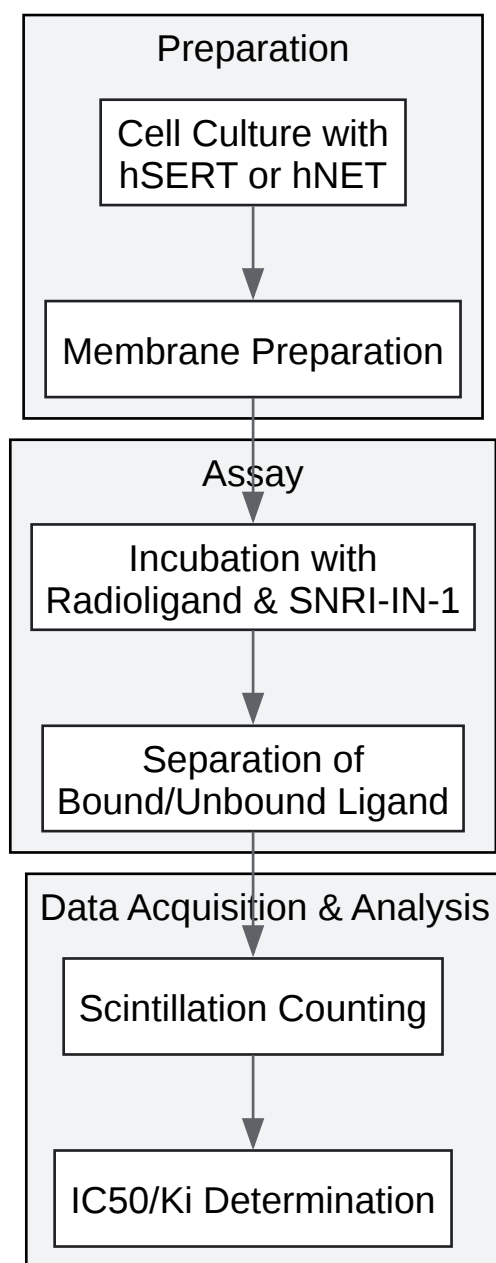 Preparation
Cell Culture with
hSERT or hNET
Membrane Preparation
Assay
Incubation with
Radioligand & SNRI-IN-1
Separation of
Bound/Unbound Ligand
Data Acquisition & Analysis
Scintillation Counting
IC50/Ki Determination